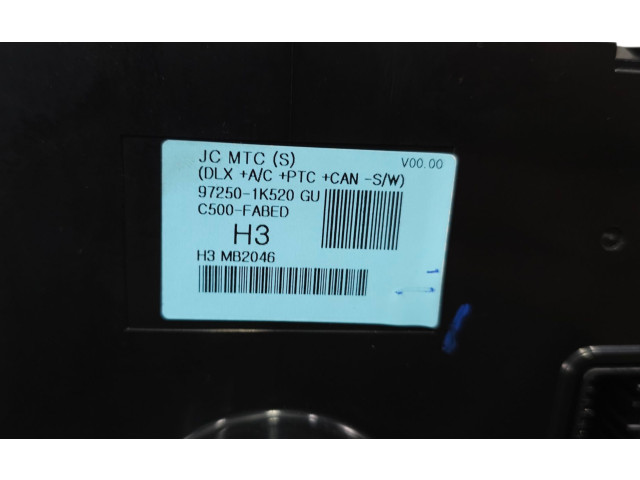 JC MTC (S) V00.00
(DLX +A/C +PTC +CAN -S/W)
97250-1K520 GU
C500-FABED
H3
H3 MB2046